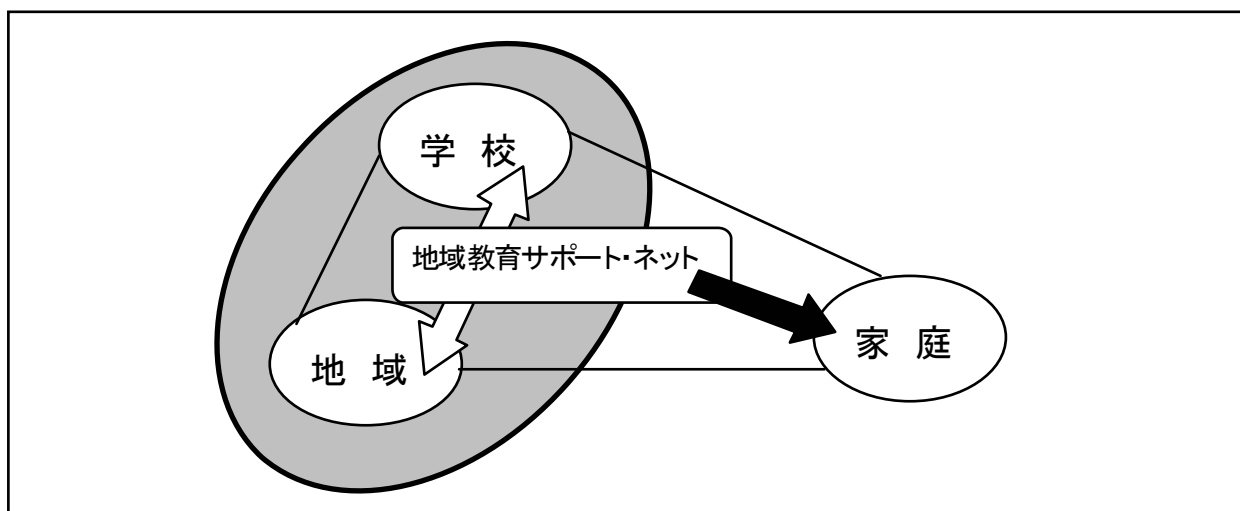 学 校
地域教育サポート・ネット
地 域
家 庭